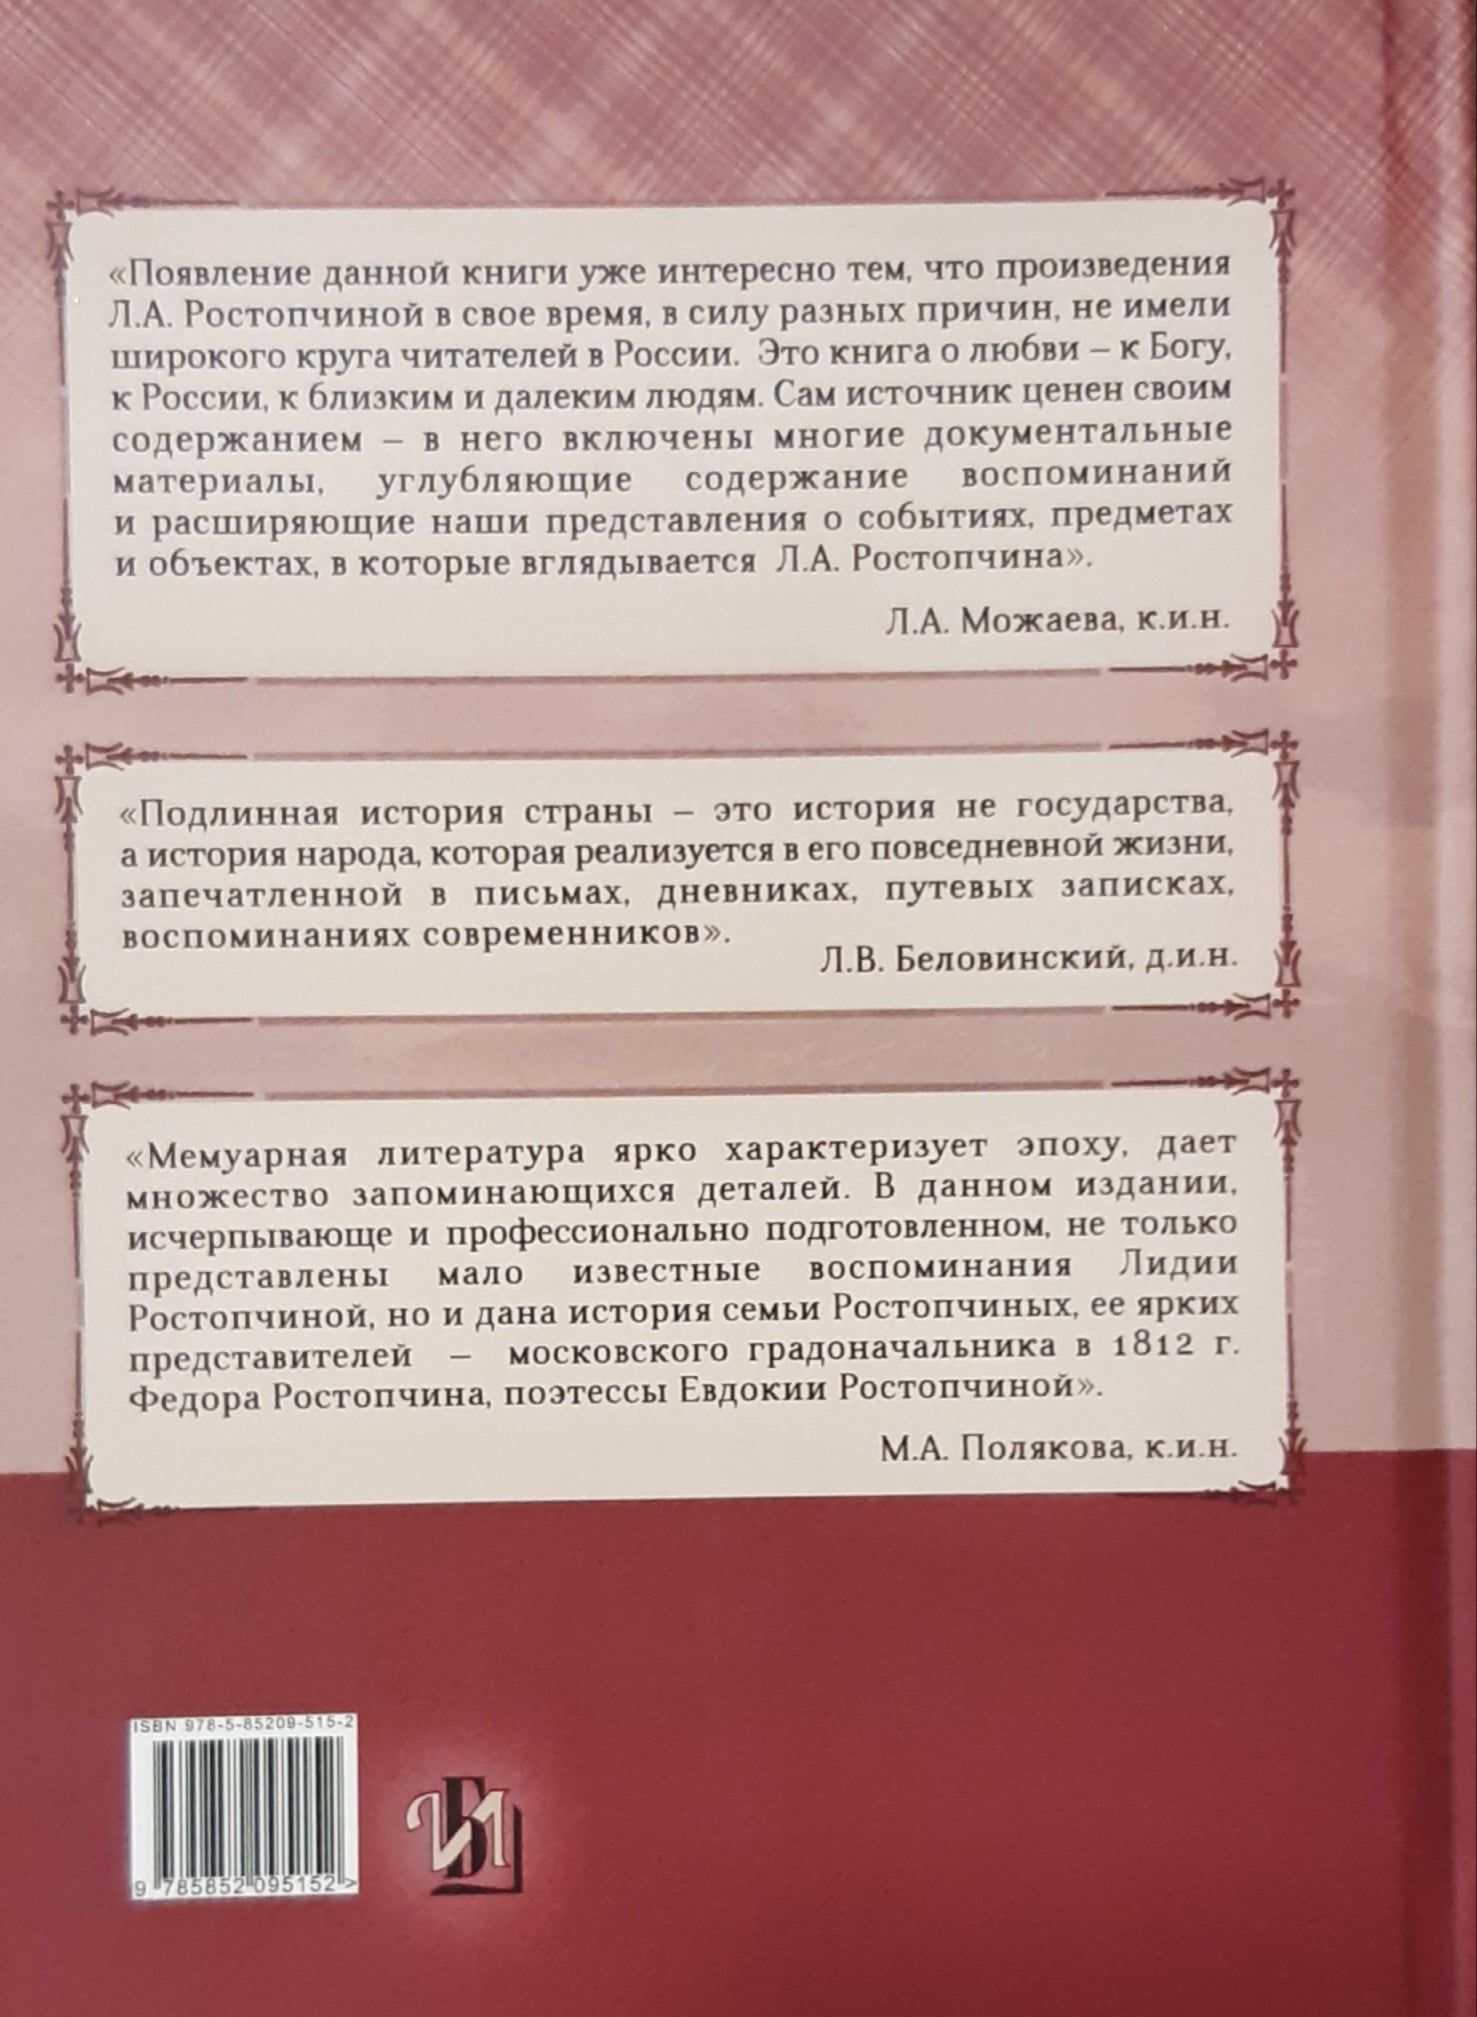 «Появление данной книги уже интересно тем, что произведения
Л.А. Ростопчиной в свое время, в силу разных причин, не имели
широкого круга читателей в России. Это книга о любви – к Богу,
к России, к близким и далеким людям. Сам источник ценен своим
содержанием – в него включены многие документальные
материалы, углубляющие содержание воспоминаний
и расширяющие наши представления о событиях, предметах
и объектах, в которые вглядывается Л.А. Ростопчина».
Л.А. Можаева, к.и.н.
«Подлинная история страны – это история не государства,
а история народа, которая реализуется в его повседневной жизни,
запечатленной в письмах, дневниках, путевых записках,
воспоминаниях современников».
Л.В. Беловинский, д.и.н.
«Мемуарная литература ярко характеризует эпоху, дает
множество запоминающихся деталей. В данном издании,
исчерпывающе и профессионально подготовленном, не только
представлены мало известные воспоминания Лидии
Ростопчиной, но и дана история семьи Ростопчиных, ее ярких
представителей – московского градоначальника в 1812 г.
Федора Ростопчина, поэтессы Евдокии Ростопчиной».
М.А. Полякова, к.и.н.
ISBN 978-5-85209-515-2
9 785852 095152 >